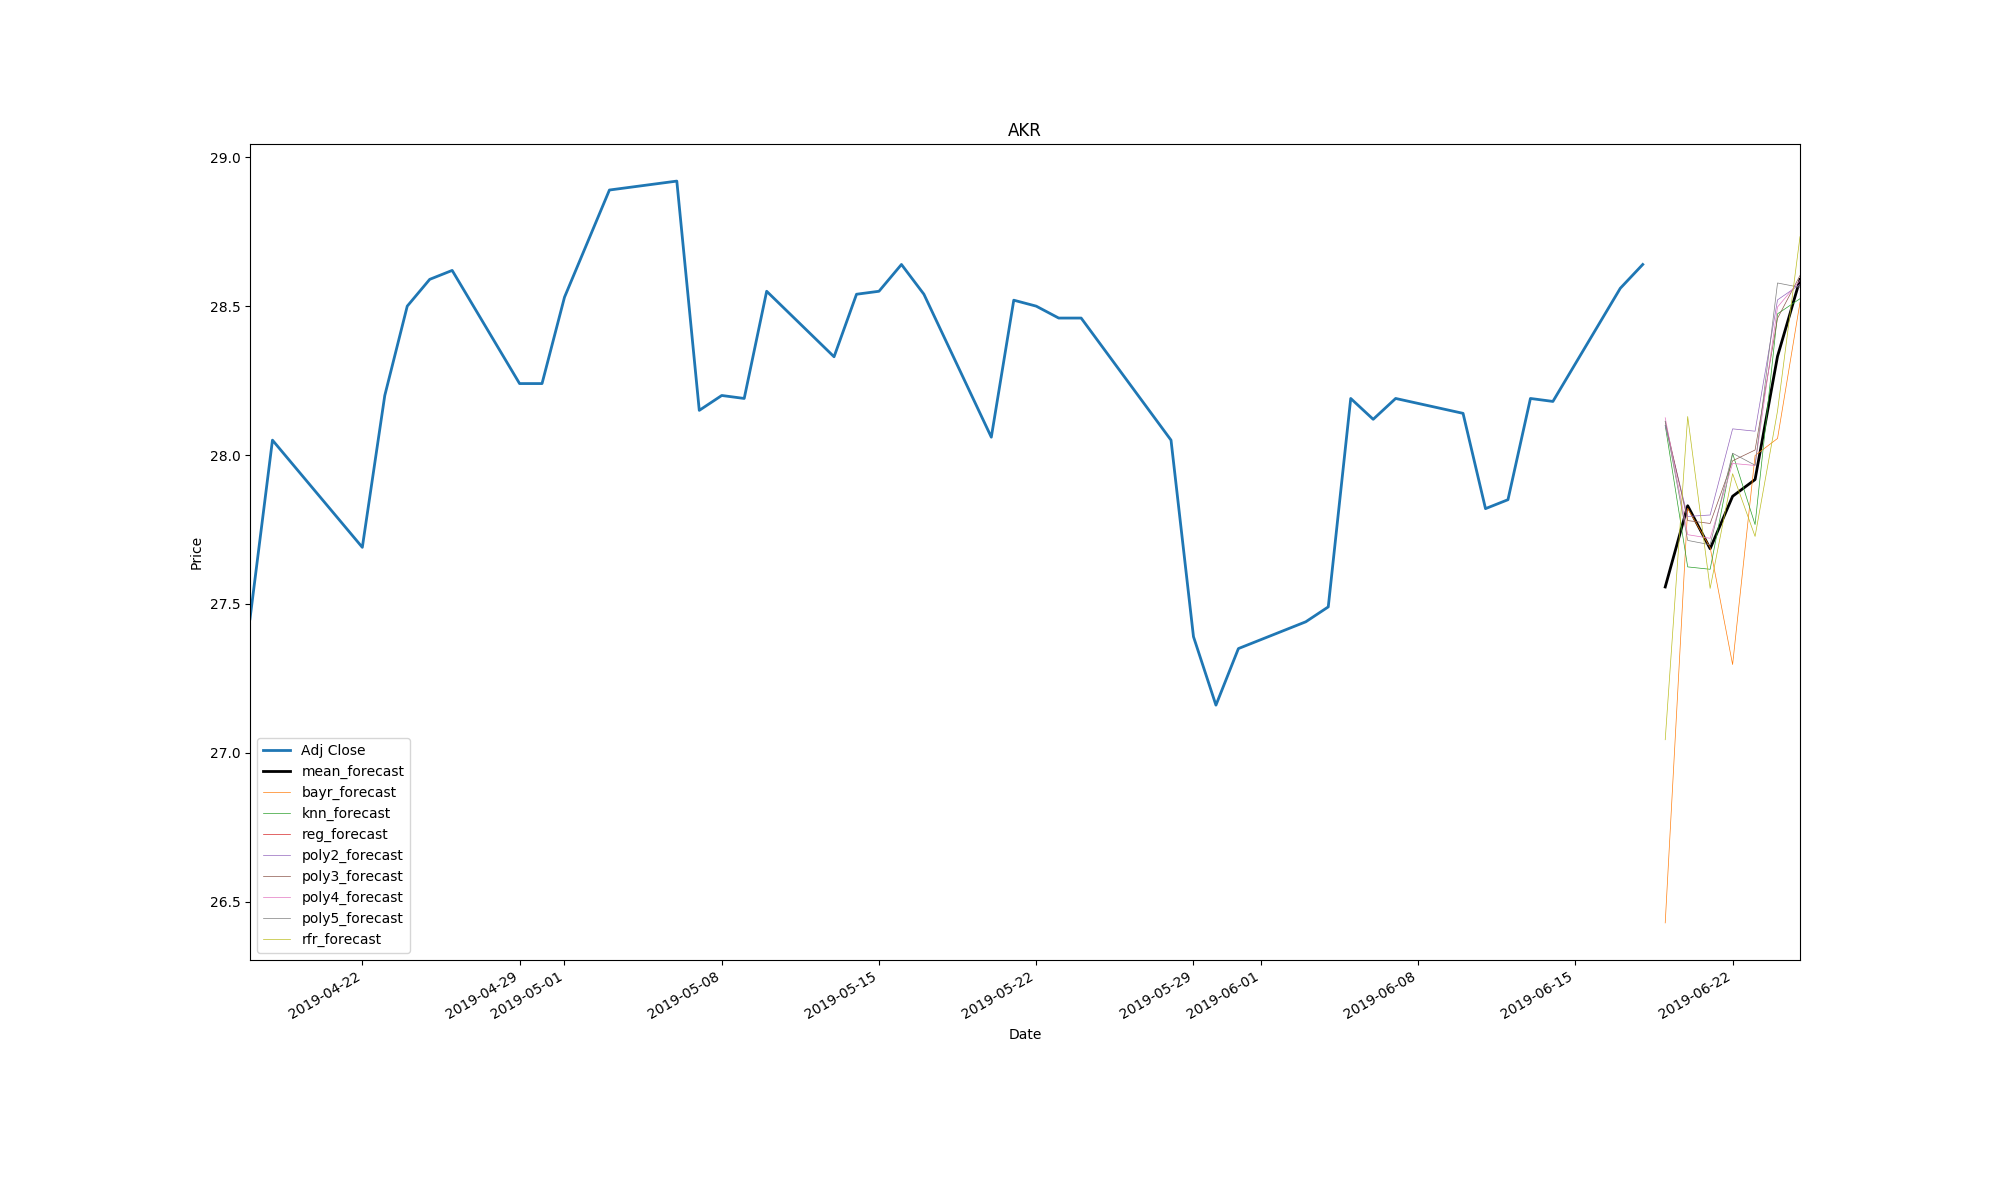 AKR
29.0
28.5
28.0
27.5
27.0
26.5
Price
Adj Close
mean_forecast
bayr_forecast
knn_forecast
reg_forecast
poly2_forecast
poly3_forecast
poly4_forecast
poly5_forecast
rfr_forecast
2019-04-22
2019-04-29
2019-05-01
2019-05-08
2019-05-15
2019-05-22
2019-05-29
2019-06-01
2019-06-08
2019-06-15
2019-06-22
Date